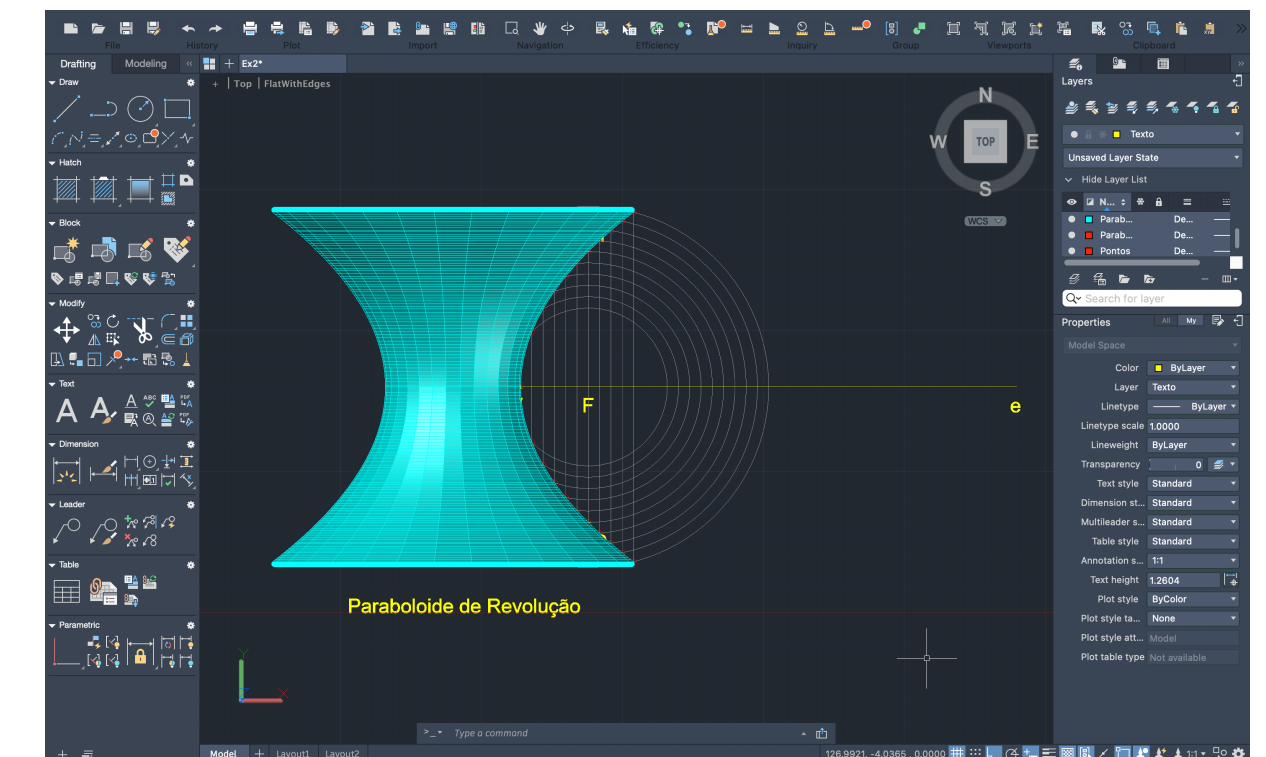 File
History
Plot
Import
Navigation
Efficiency
Inquiry
Group
Viewports
Clipboard
Drafting Modeling
Ex2*
+ | Top | FlatWithEdges
Draw
Hatch
Block
Modify
Text
Dimension
Leader
Table
Parametric
N
W TOP E
S
WCS
F
e
Paraboloide de Revolução
Y
X
Type a command
Model
Layout1
Layout2
126.9921, -4.0365, 0.0000
1:1
Layers
Texto
Unsaved Layer State
Hide Layer List
N...
Parab... De...
Parab... De...
Pontos De...
Search for layer
Properties All My
Model Space
Color ByLayer
Layer Texto
Linetype ByLayer
Linetype scale 1.0000
Lineweight ByLayer
Transparency 0
Text style Standard
Dimension st... Standard
Multileader s... Standard
Table style Standard
Annotation s... 1:1
Text height 1.2604
Plot style ByColor
Plot style ta... None
Plot style att... Model
Plot table type Not available